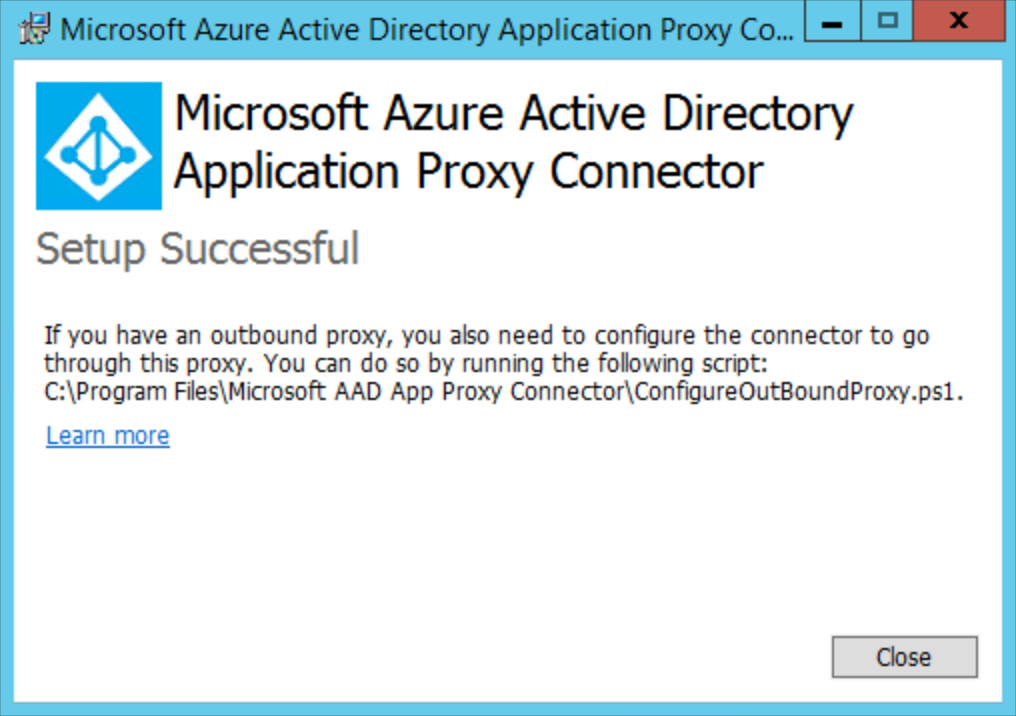 Microsoft Azure Active Directory Application Proxy Co...
Microsoft Azure Active Directory
Application Proxy Connector
Setup Successful
If you have an outbound proxy, you also need to configure the connector to go
through this proxy. You can do so by running the following script:
C:\Program Files\Microsoft AAD App Proxy Connector\ConfigureOutBoundProxy.ps1.
Learn more
Close